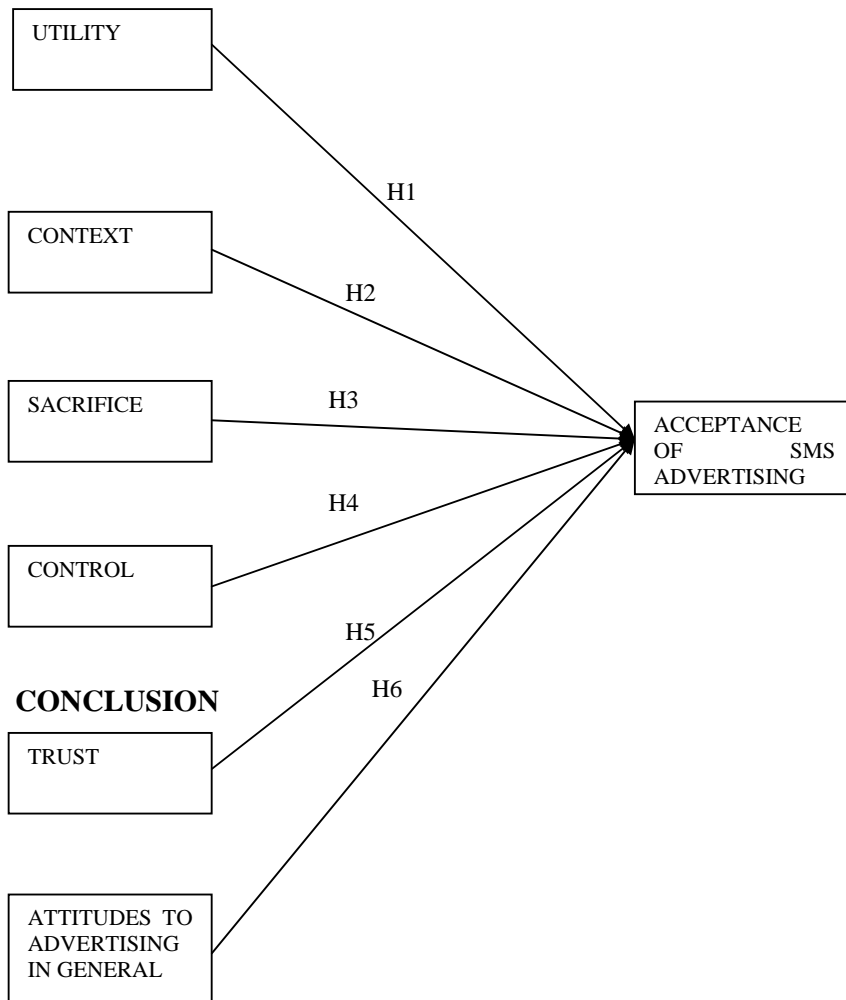 UTILITY
H1
CONTEXT
H2
SACRIFICE
H3
ACCEPTANCE
OF SMS
ADVERTISING
H4
CONTROL
H5
CONCLUSION
H6
TRUST
ATTITUDES TO
ADVERTISING
IN GENERAL